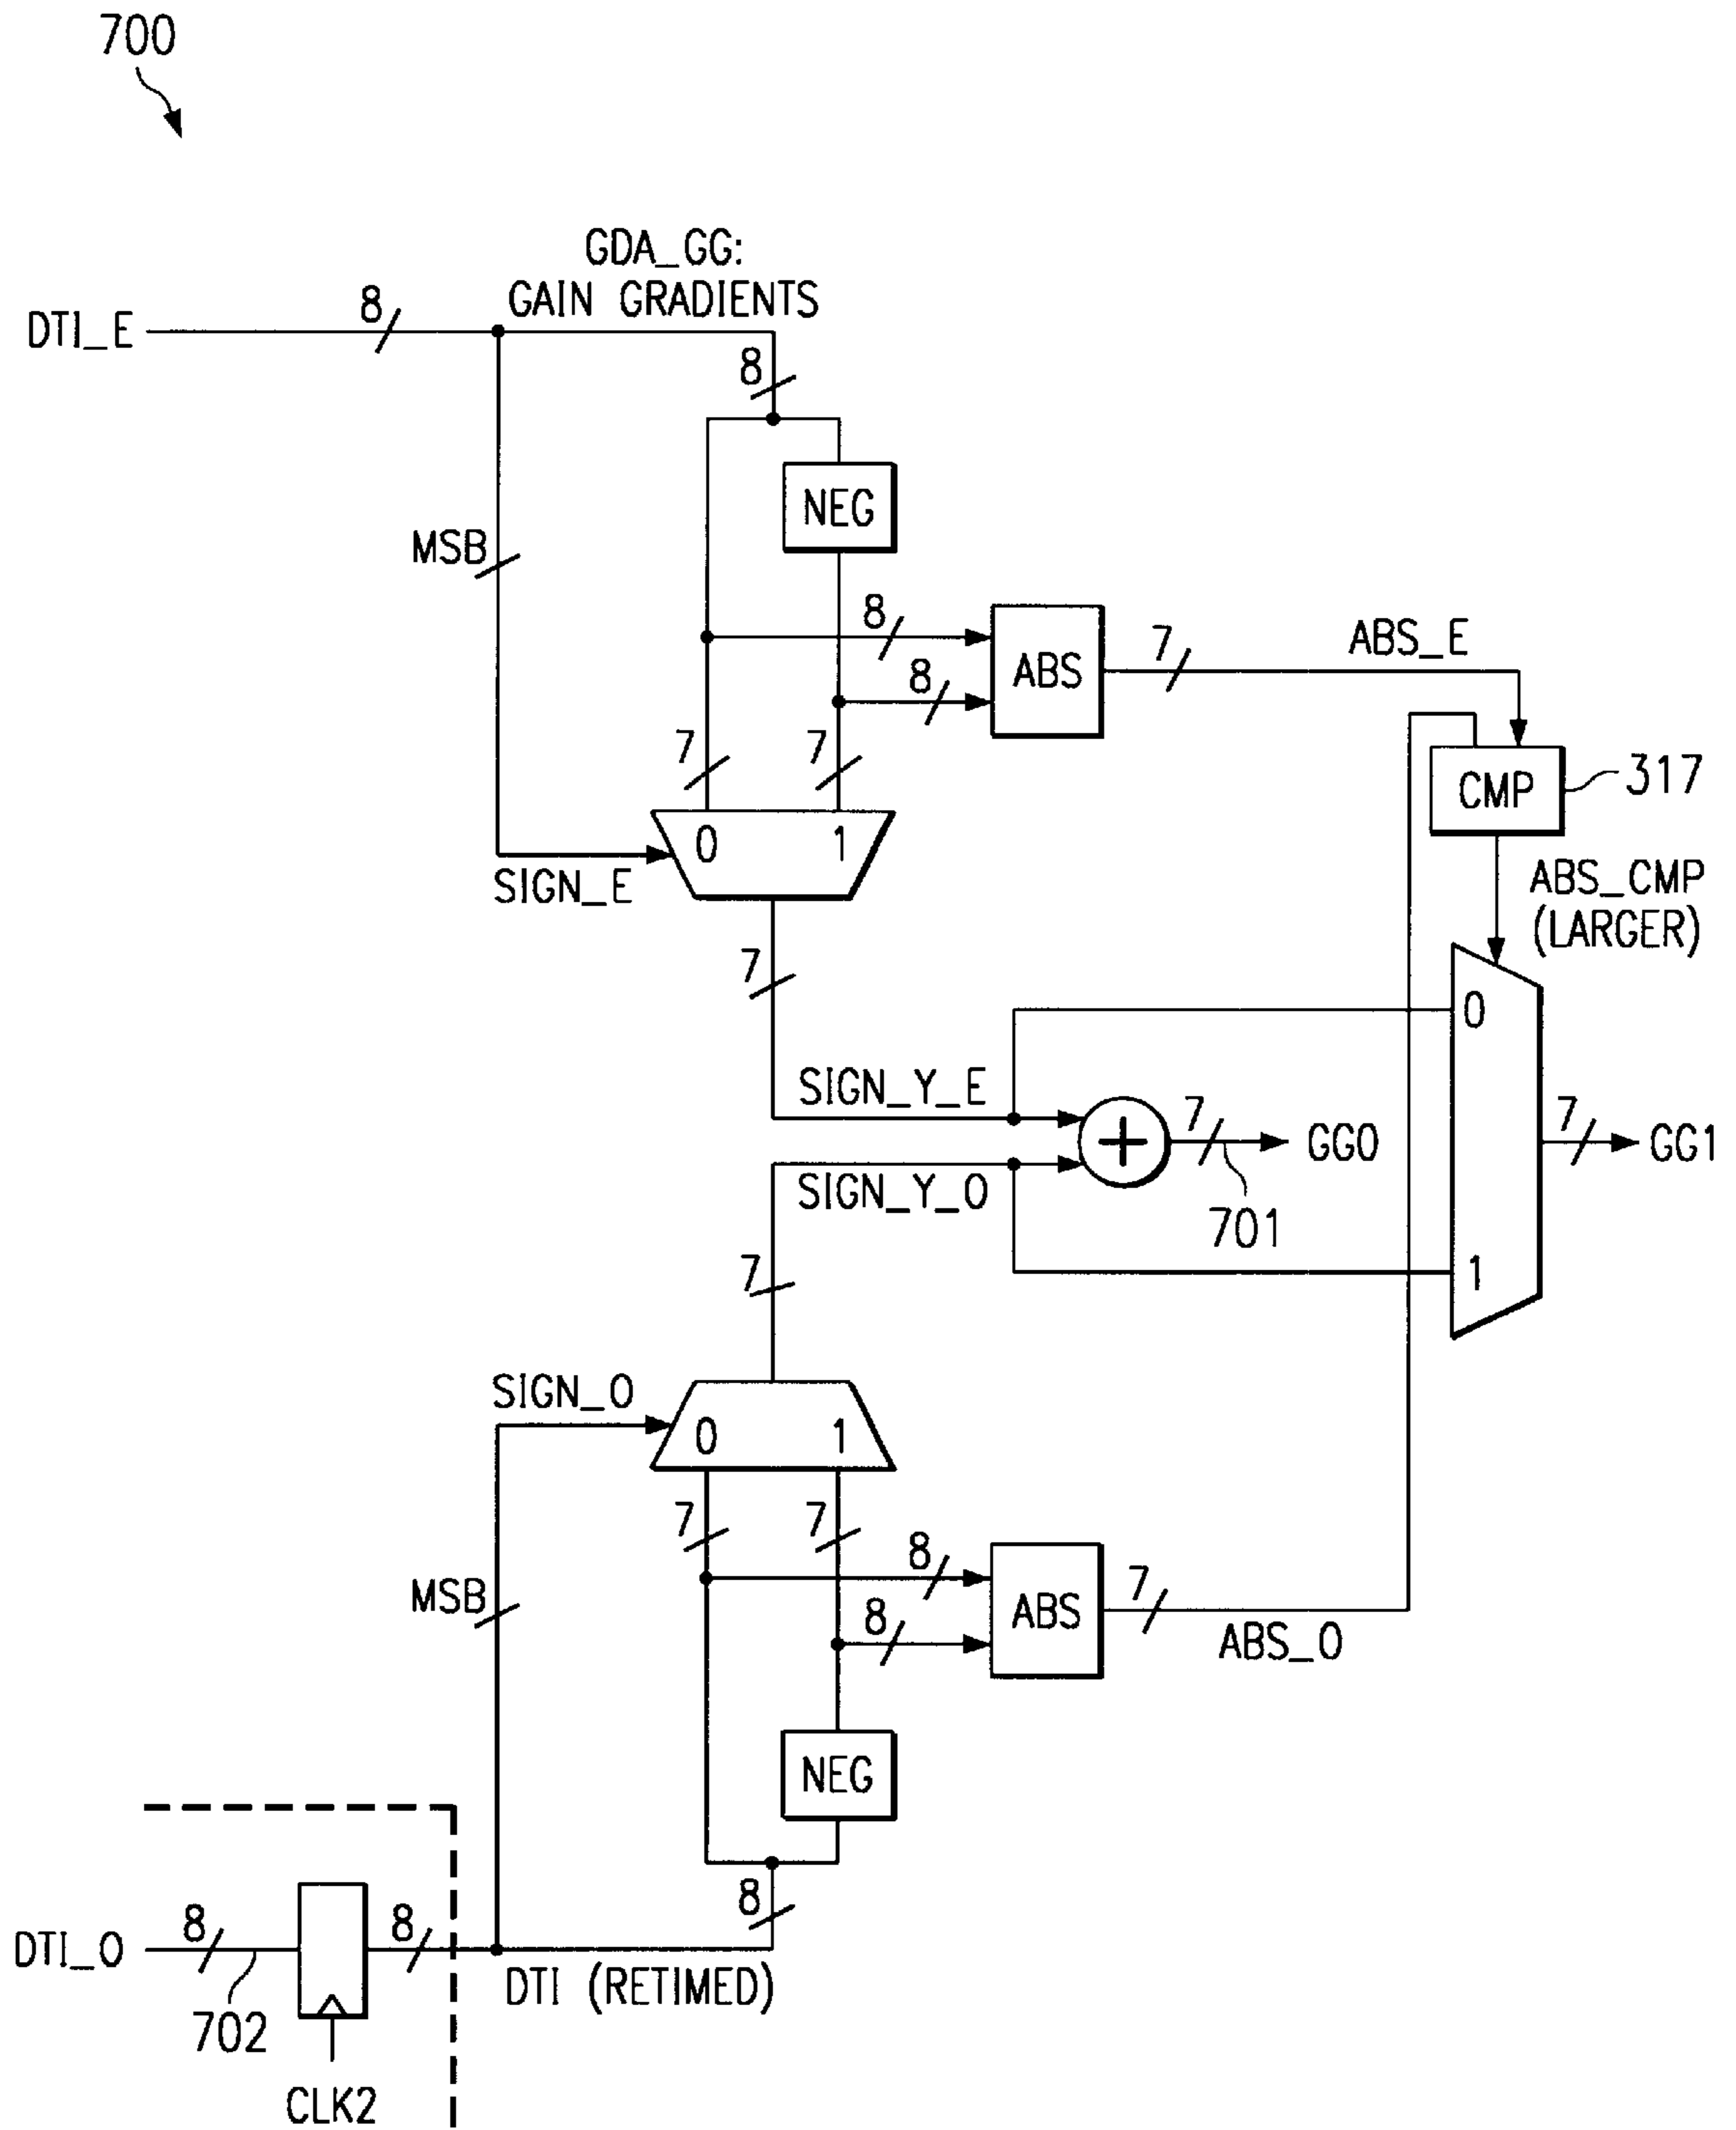 700
GDA_GG:
GAIN GRADIENTS
DTI_E
8
8
NEG
MSB
8
8
ABS
7
ABS_E
7
7
CMP
317
0
1
SIGN_E
ABS_CMP
(LARGER)
7
0
SIGN_Y_E
7
GG0
7
GG1
SIGN_Y_O
701
7
1
SIGN_O
0
1
7
7
8
MSB
8
ABS
7
ABS_O
NEG
8
DTI_O
8
8
DTI (RETIMED)
702
CLK2